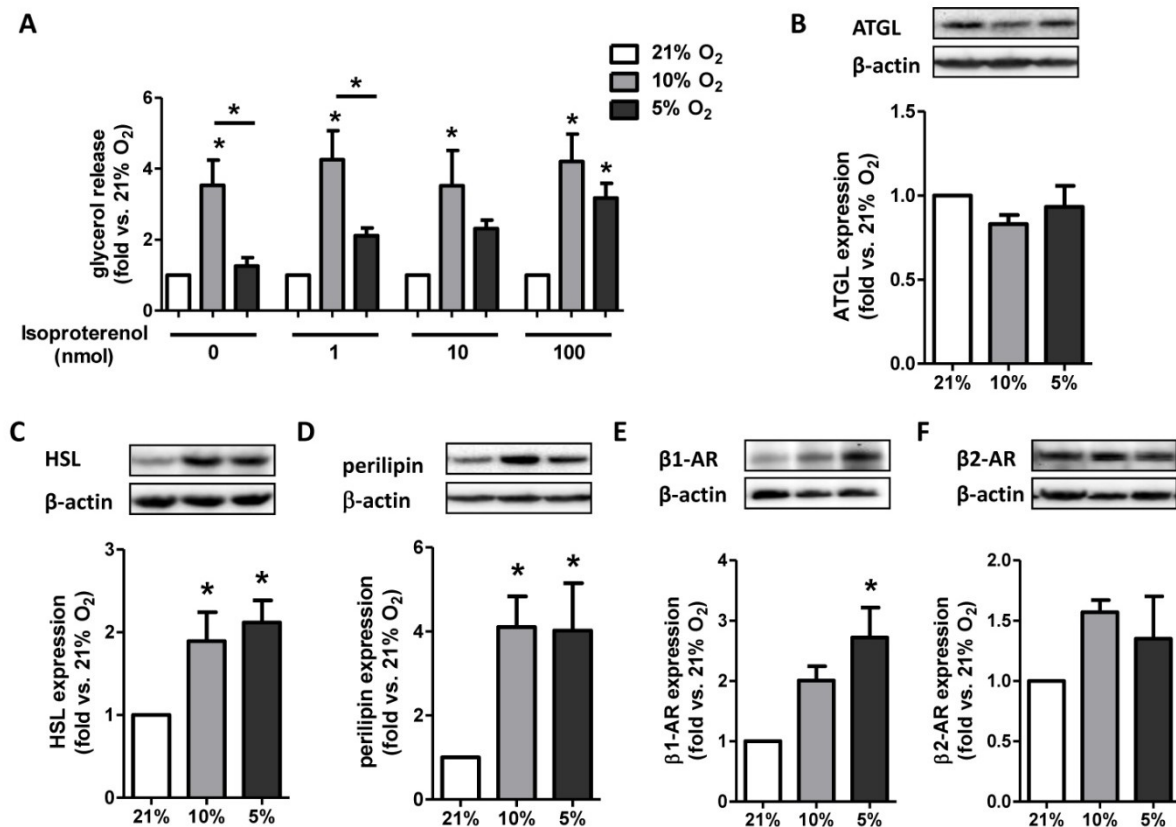 A
21% O₂
10% O₂
5% O₂
glycerol release
(fold vs. 21% O₂)
6
4
2
0
*
*
*
*
*
*
*
Isoproterenol
(nmol)
0
1
10
100
B
ATGL
β-actin
ATGL expression
(fold vs. 21% O₂)
1.5
1.0
0.5
0.0
21% 10% 5%
C
HSL
β-actin
HSL expression
(fold vs. 21% O₂)
3
2
1
0
*
*
21% 10% 5%
D
perilipin
β-actin
perilipin expression
(fold vs. 21% O₂)
6
4
2
0
*
*
21% 10% 5%
E
β1-AR
β-actin
β1-AR expression
(fold vs. 21% O₂)
4
3
2
1
0
*
21% 10% 5%
F
β2-AR
β-actin
β2-AR expression
(fold vs. 21% O₂)
2.0
1.5
1.0
0.5
0.0
21% 10% 5%